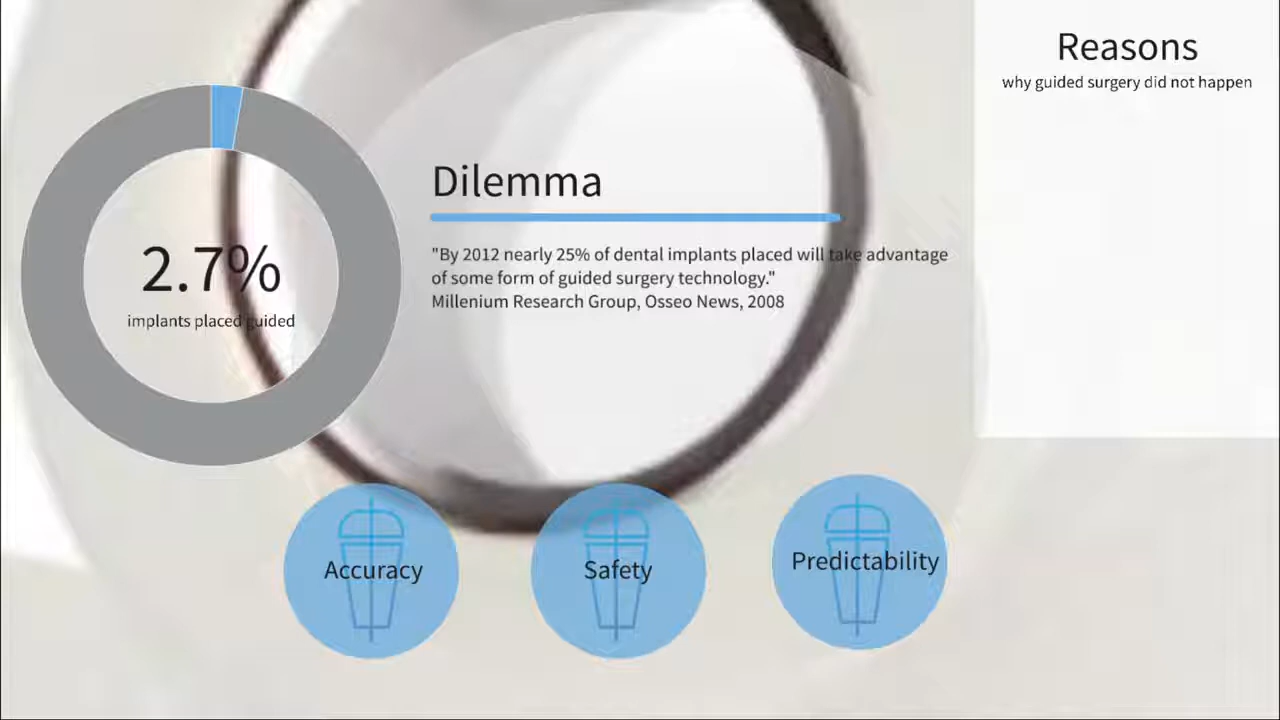 Reasons
why guided surgery did not happen
2.7%
implants placed guided
Dilemma
"By 2012 nearly 25% of dental implants placed will take advantage
of some form of guided surgery technology."
Millenium Research Group, Osseo News, 2008
Accuracy
Safety
Predictability